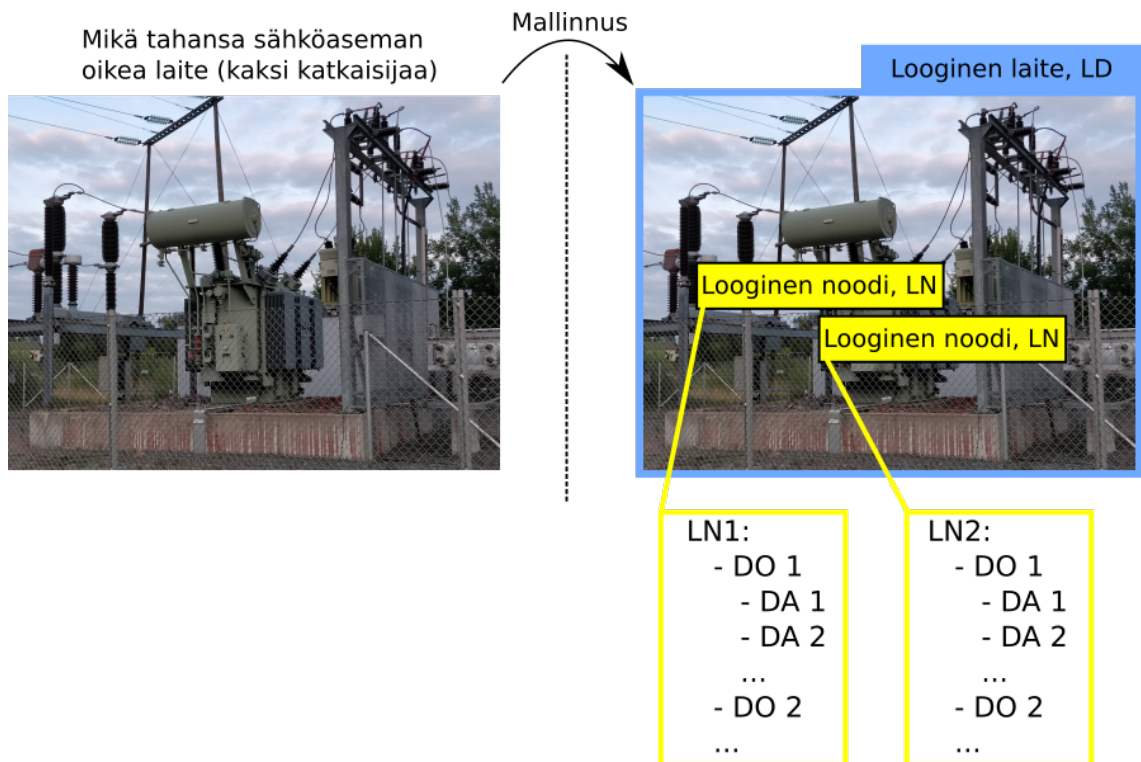 Mikä tahansa sähköaseman
oikea laite (kaksi katkaisijaa)
Mallinnus
Looginen laite, LD
Looginen noodi, LN
Looginen noodi, LN
LN1:
- DO 1
- DA 1
- DA 2
...
- DO 2
...
LN2:
- DO 1
- DA 1
- DA 2
...
- DO 2
...